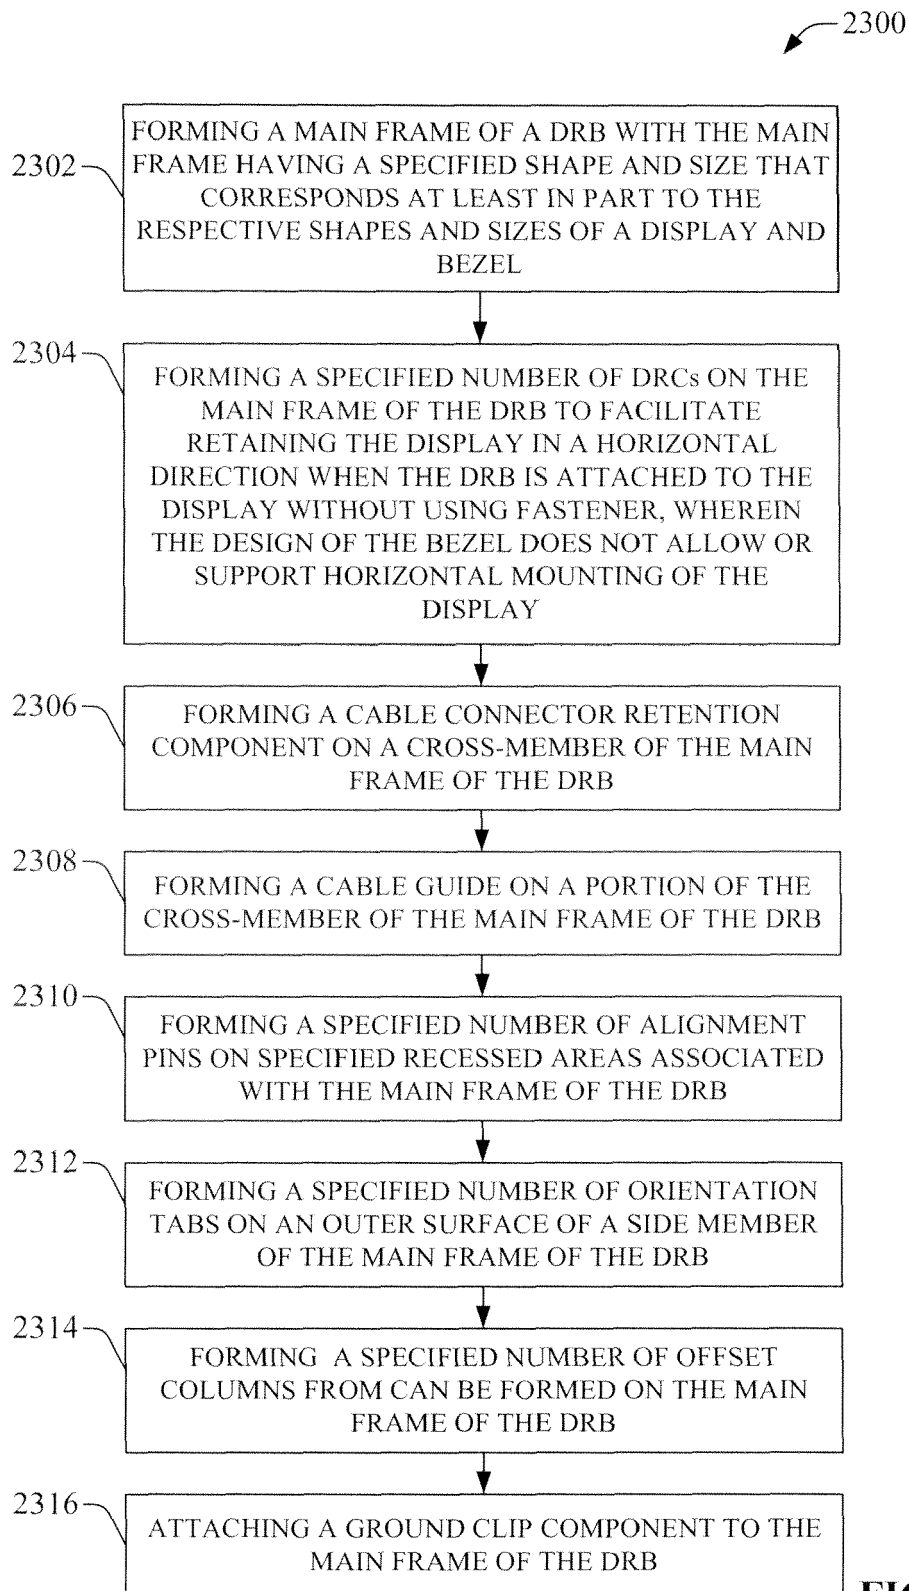 2300
2302
FORMING A MAIN FRAME OF A DRB WITH THE MAIN
FRAME HAVING A SPECIFIED SHAPE AND SIZE THAT
CORRESPONDS AT LEAST IN PART TO THE
RESPECTIVE SHAPES AND SIZES OF A DISPLAY AND
BEZEL
2304
FORMING A SPECIFIED NUMBER OF DRCs ON THE
MAIN FRAME OF THE DRB TO FACILITATE
RETAINING THE DISPLAY IN A HORIZONTAL
DIRECTION WHEN THE DRB IS ATTACHED TO THE
DISPLAY WITHOUT USING FASTENER, WHEREIN
THE DESIGN OF THE BEZEL DOES NOT ALLOW OR
SUPPORT HORIZONTAL MOUNTING OF THE
DISPLAY
2306
FORMING A CABLE CONNECTOR RETENTION
COMPONENT ON A CROSS-MEMBER OF THE MAIN
FRAME OF THE DRB
2308
FORMING A CABLE GUIDE ON A PORTION OF THE
CROSS-MEMBER OF THE MAIN FRAME OF THE DRB
2310
FORMING A SPECIFIED NUMBER OF ALIGNMENT
PINS ON SPECIFIED RECESSED AREAS ASSOCIATED
WITH THE MAIN FRAME OF THE DRB
2312
FORMING A SPECIFIED NUMBER OF ORIENTATION
TABS ON AN OUTER SURFACE OF A SIDE MEMBER
OF THE MAIN FRAME OF THE DRB
2314
FORMING A SPECIFIED NUMBER OF OFFSET
COLUMNS FROM CAN BE FORMED ON THE MAIN
FRAME OF THE DRB
2316
ATTACHING A GROUND CLIP COMPONENT TO THE
MAIN FRAME OF THE DRB